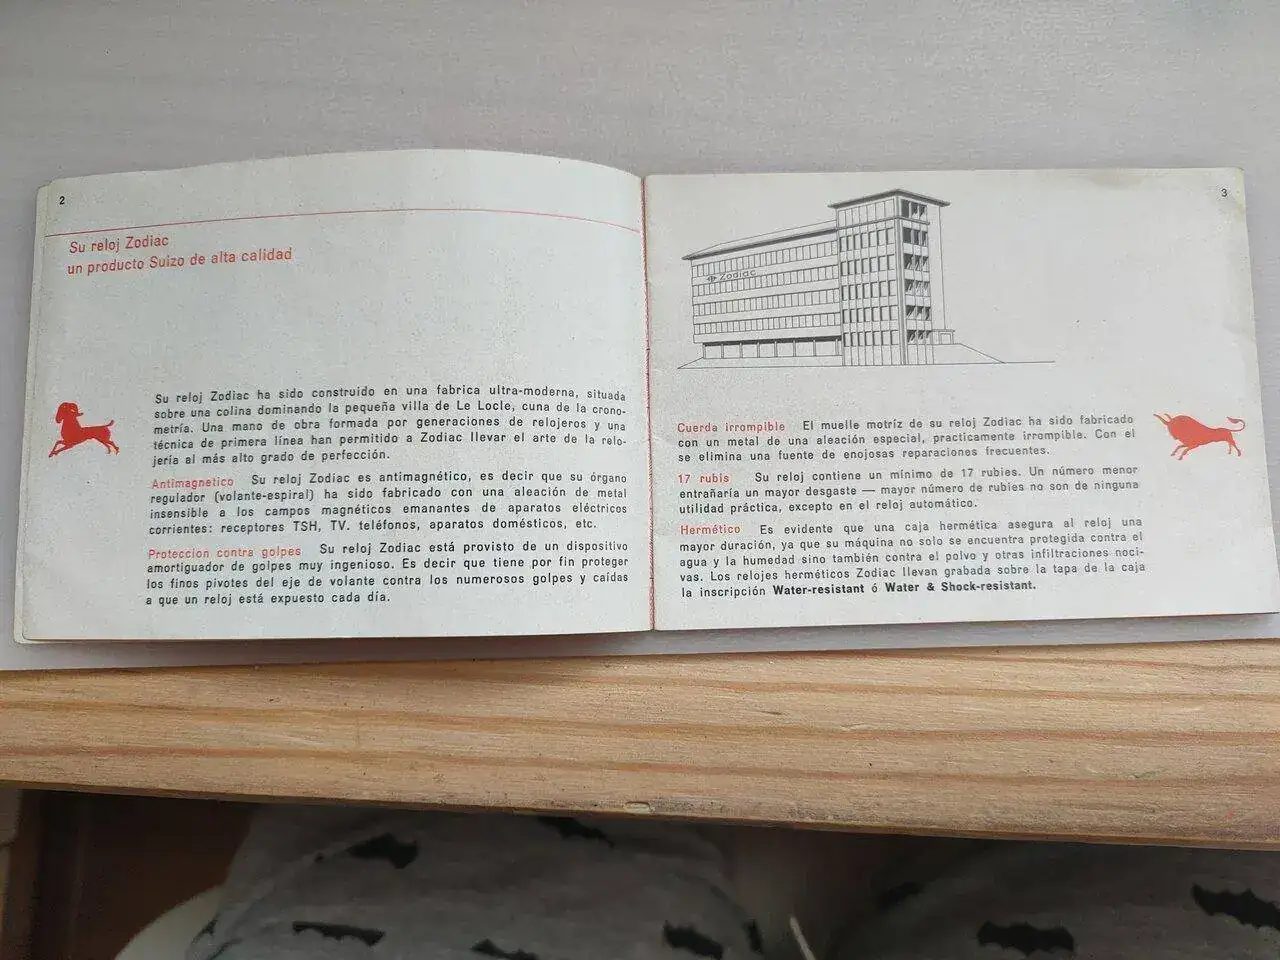 2
Su reloj Zodiac
un producto Suizo de alta calidad
Su reloj Zodiac ha sido construido en una fabrica ultra-moderna, situada
sobre una colina dominando la pequeña villa de Le Locle, cuna de la crono-
metría. Una mano de obra formada por generaciones de relojeros y una
técnica de primera línea han permitido a Zodiac llevar el arte de la relo-
jería al más alto grado de perfección.
Antimagnetico Su reloj Zodiac es antimagnético, es decir que su órgano
regulador (volante-espiral) ha sido fabricado con una aleación de metal
insensible a los campos magnéticos emanantes de aparatos eléctricos
corrientes: receptores TSH, TV. teléfonos, aparatos domésticos, etc.
Proteccion contra golpes Su reloj Zodiac está provisto de un dispositivo
amortiguador de golpes muy ingenioso. Es decir que tiene por fin proteger
los finos pivotes del eje de volante contra los numerosos golpes y caídas
a que un reloj está expuesto cada día.
3
Zodiac
Cuerda irrompible El muelle motriz de su reloj Zodiac ha sido fabricado
con un metal de una aleación especial, practicamente irrompible. Con el
se elimina una fuente de enojosas reparaciones frecuentes.
17 rubis Su reloj contiene un mínimo de 17 rubies. Un número menor
entrañaría un mayor desgaste — mayor número de rubies no son de ninguna
utilidad práctica, excepto en el reloj automático.
Hermético Es evidente que una caja hermética asegura al reloj una
mayor duración, ya que su máquina no solo se encuentra protegida contra el
agua y la humedad sino también contra el polvo y otras infiltraciones noci-
vas. Los relojes herméticos Zodiac llevan grabada sobre la tapa de la caja
la inscripción Water-resistant ó Water & Shock-resistant.